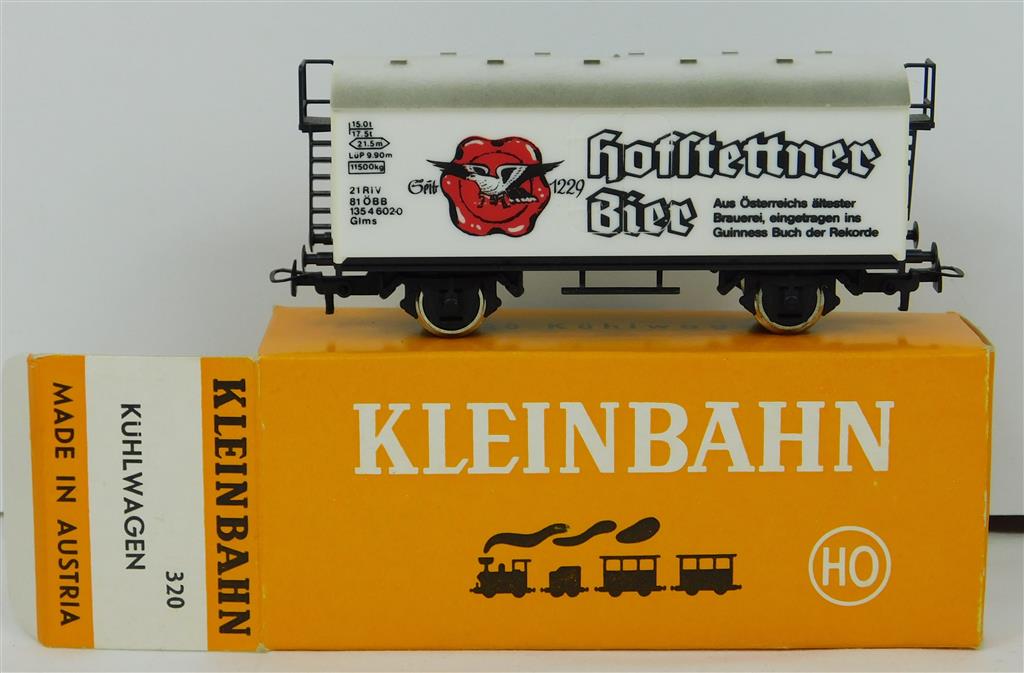 15.0t
17.5t
21.5m
LüP 9.90m
11500kg
21 RIV
81 ÖBB
135 4 602-0
Glms
Seit 1229
Hofstettner
Bier
Aus Österreichs ältester
Brauerei, eingetragen ins
Guinness Buch der Rekorde
KLEINBAHN
HO
KLEINBAHN
320
KÜHLWAGEN
MADE IN AUSTRIA